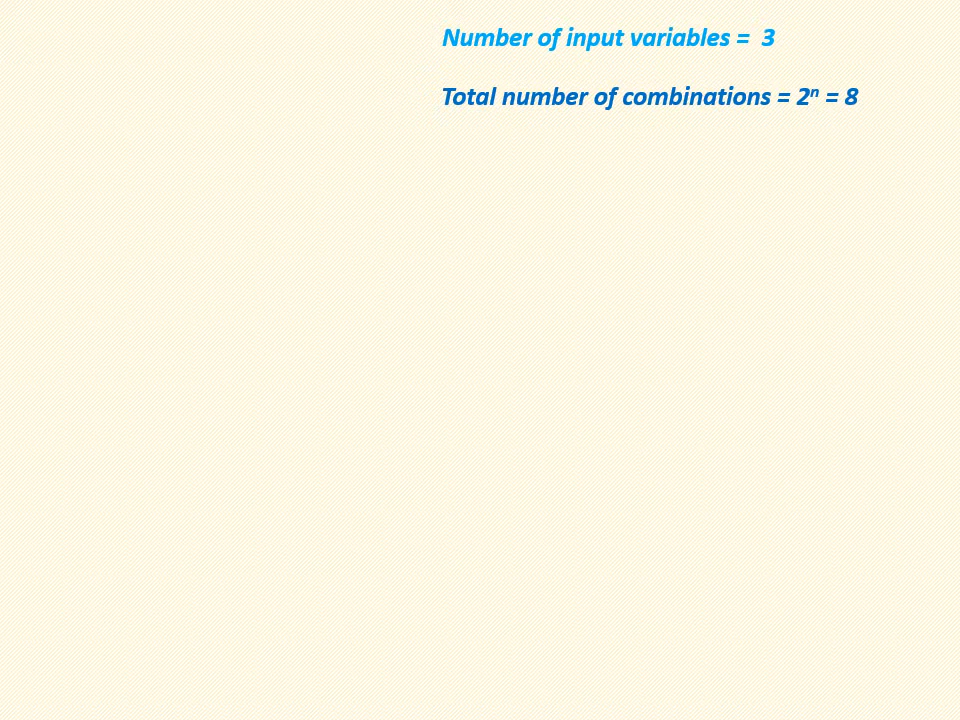 Number of input variables =  3
Total number of combinations = 2ⁿ = 8